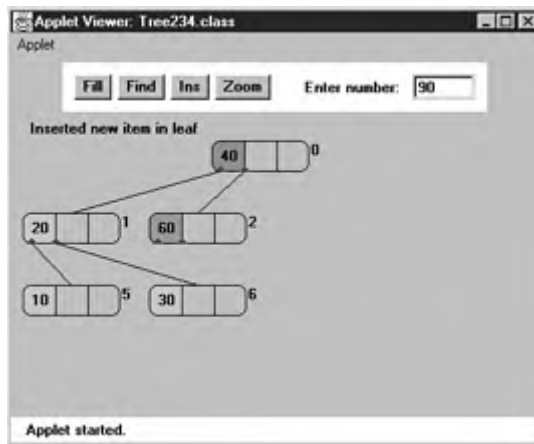 Applet Viewer: Tree234.class
Applet
Fill Find Ins Zoom Enter number: 90
Inserted new item in leaf
40 0
20 1 60 2
10 5 30 6
Applet started.